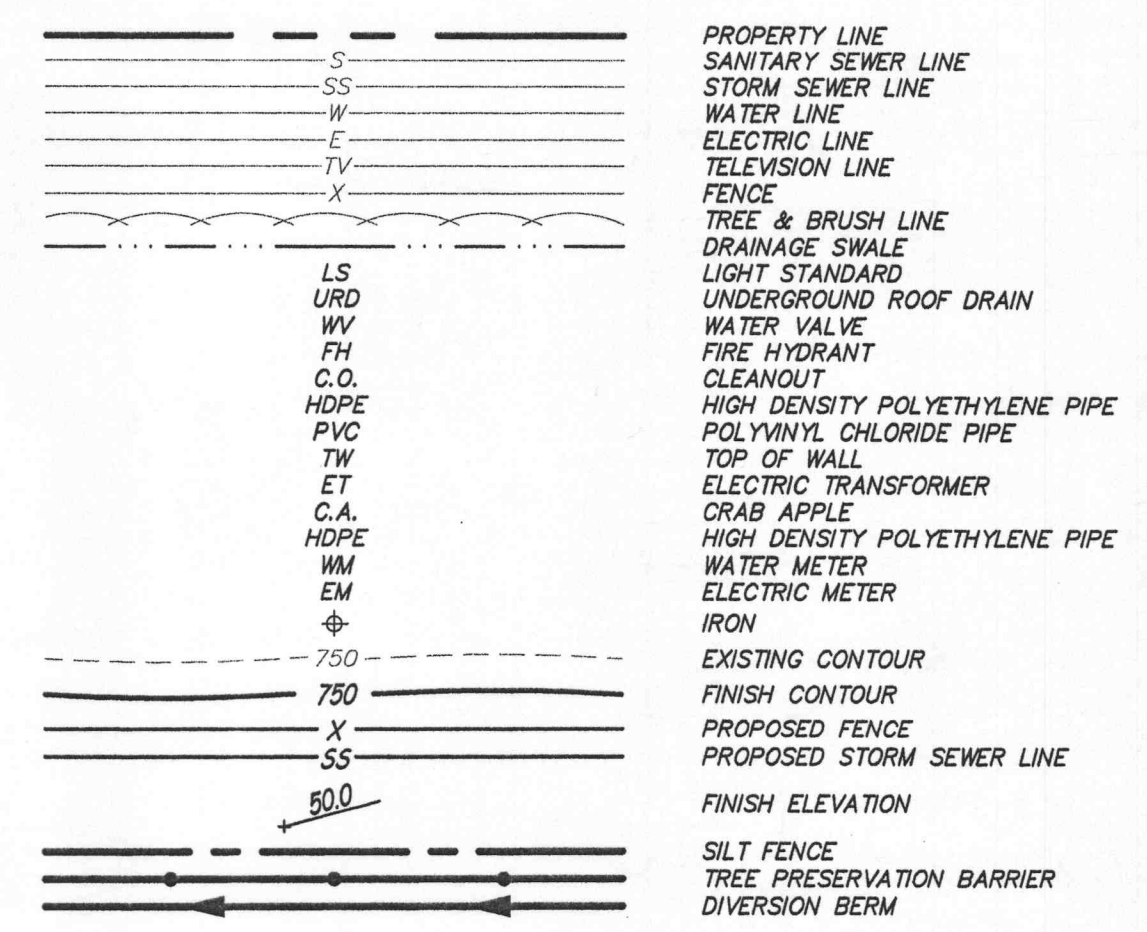 PROPERTY LINE
S SANITARY SEWER LINE
SS STORM SEWER LINE
W WATER LINE
E ELECTRIC LINE
TV TELEVISION LINE
X FENCE
TREE & BRUSH LINE
DRAINAGE SWALE
LS LIGHT STANDARD
URD UNDERGROUND ROOF DRAIN
WV WATER VALVE
FH FIRE HYDRANT
C.O. CLEANOUT
HDPE HIGH DENSITY POLYETHYLENE PIPE
PVC POLYVINYL CHLORIDE PIPE
TW TOP OF WALL
ET ELECTRIC TRANSFORMER
C.A. CRAB APPLE
HDPE HIGH DENSITY POLYETHYLENE PIPE
WM WATER METER
EM ELECTRIC METER
IRON
750 EXISTING CONTOUR
750 FINISH CONTOUR
X PROPOSED FENCE
SS PROPOSED STORM SEWER LINE
50.0 FINISH ELEVATION
SILT FENCE
TREE PRESERVATION BARRIER
DIVERSION BERM